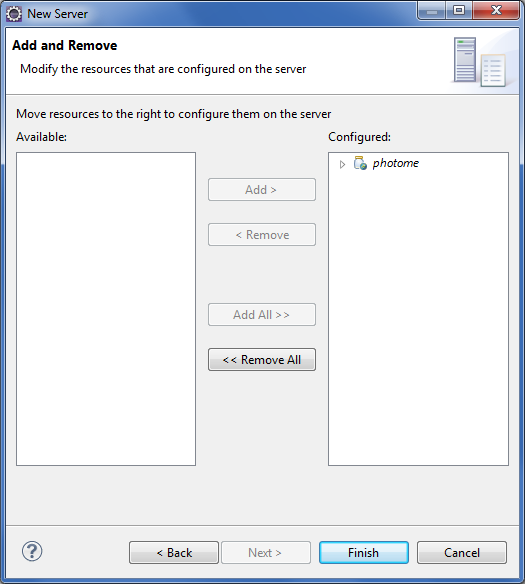 New Server
Add and Remove
Modify the resources that are configured on the server
Move resources to the right to configure them on the server
Available:
Configured:
photome
Add >
< Remove
Add All >>
<< Remove All
?
< Back
Next >
Finish
Cancel